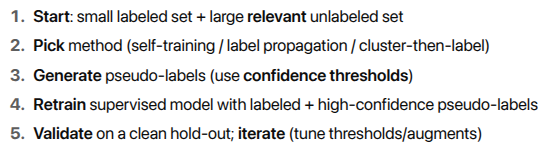 1. Start: small labeled set + large relevant unlabeled set
2. Pick method (self-training / label propagation / cluster-then-label)
3. Generate pseudo-labels (use confidence thresholds)
4. Retrain supervised model with labeled + high-confidence pseudo-labels
5. Validate on a clean hold-out; iterate (tune thresholds/augments)